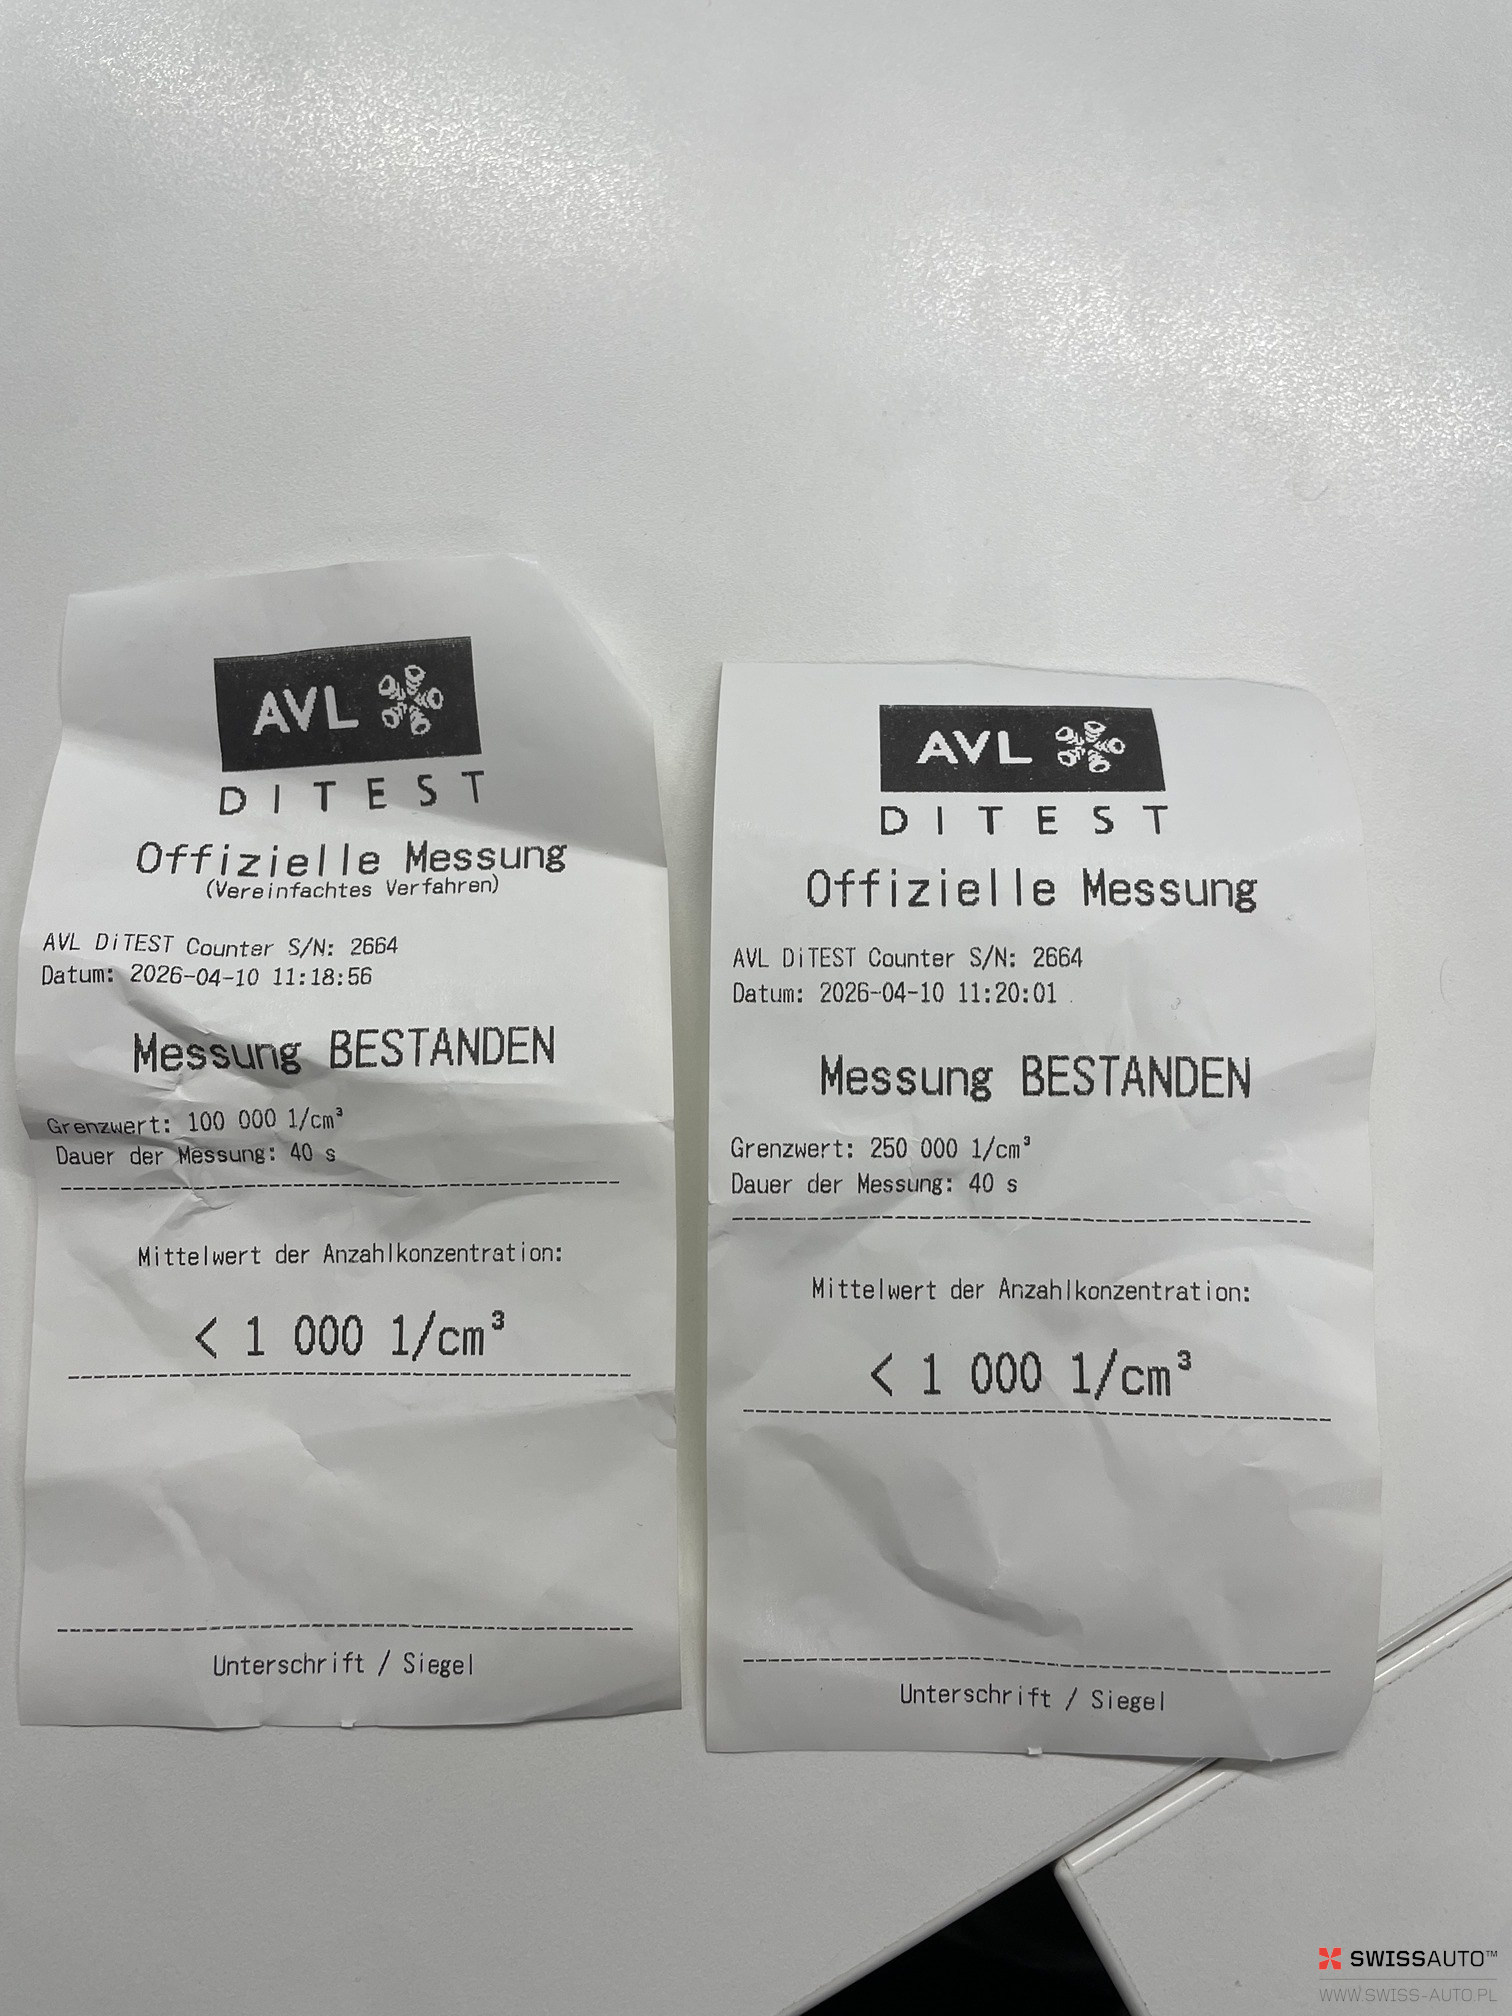 AVL
DITEST
Offizielle Messung
(Vereinfachtes Verfahren)
AVL DiTEST Counter S/N: 2664
Datum: 2026-04-10 11:18:56
Messung BESTANDEN
Grenzwert: 100 000 1/cm³
Dauer der Messung: 40 s
Mittelwert der Anzahlkonzentration:
< 1 000 1/cm³
Unterschrift / Siegel
AVL
DITEST
Offizielle Messung
AVL DiTEST Counter S/N: 2664
Datum: 2026-04-10 11:20:01
Messung BESTANDEN
Grenzwert: 250 000 1/cm³
Dauer der Messung: 40 s
Mittelwert der Anzahlkonzentration:
< 1 000 1/cm³
Unterschrift / Siegel
SWISSAUTO™
WWW.SWISS-AUTO.PL